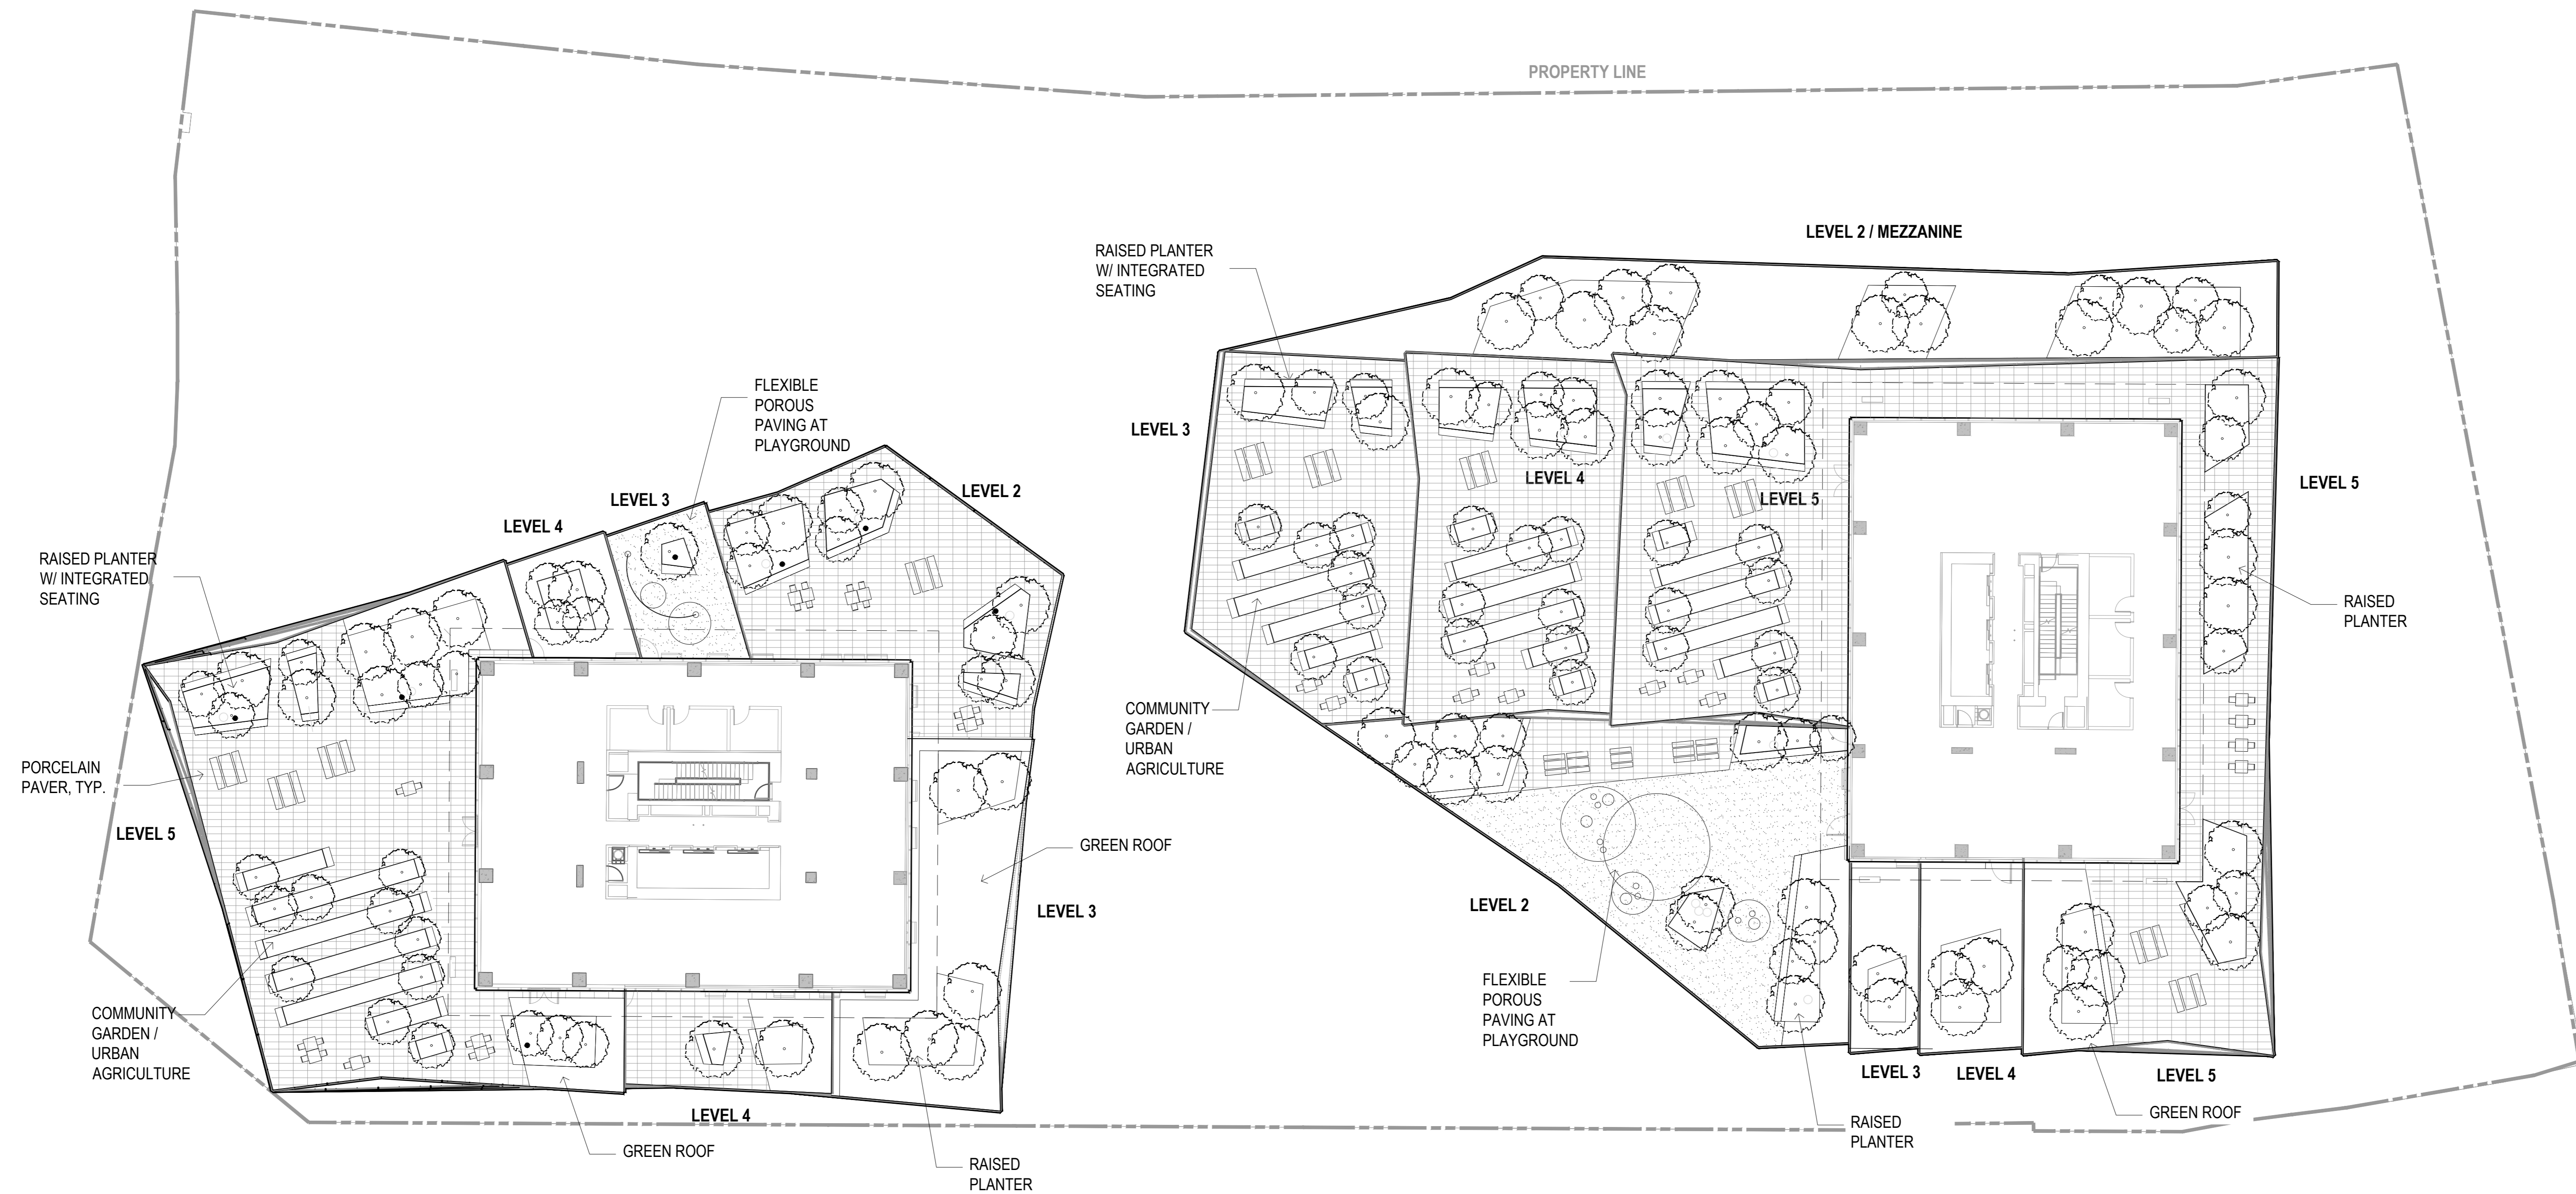 PROPERTY LINE
LEVEL 2 / MEZZANINE
RAISED PLANTER
W/ INTEGRATED
SEATING
FLEXIBLE
POROUS
PAVING AT
PLAYGROUND
LEVEL 3
LEVEL 2
LEVEL 4
RAISED PLANTER
W/ INTEGRATED
SEATING
PORCELAIN
PAVER, TYP.
LEVEL 5
GREEN ROOF
LEVEL 3
COMMUNITY
GARDEN /
URBAN
AGRICULTURE
LEVEL 4
GREEN ROOF
RAISED
PLANTER
LEVEL 3
LEVEL 4
LEVEL 5
LEVEL 5
RAISED
PLANTER
COMMUNITY
GARDEN /
URBAN
AGRICULTURE
LEVEL 2
FLEXIBLE
POROUS
PAVING AT
PLAYGROUND
LEVEL 3
LEVEL 4
LEVEL 5
GREEN ROOF
RAISED
PLANTER